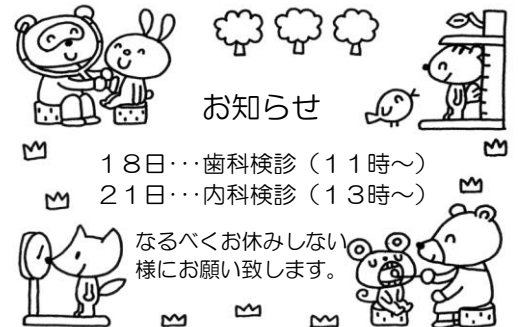 お知らせ
１８日･･･歯科検診（１１時～）
２１日･･･内科検診（１３時～）
なるべくお休みしない
様にお願い致します。